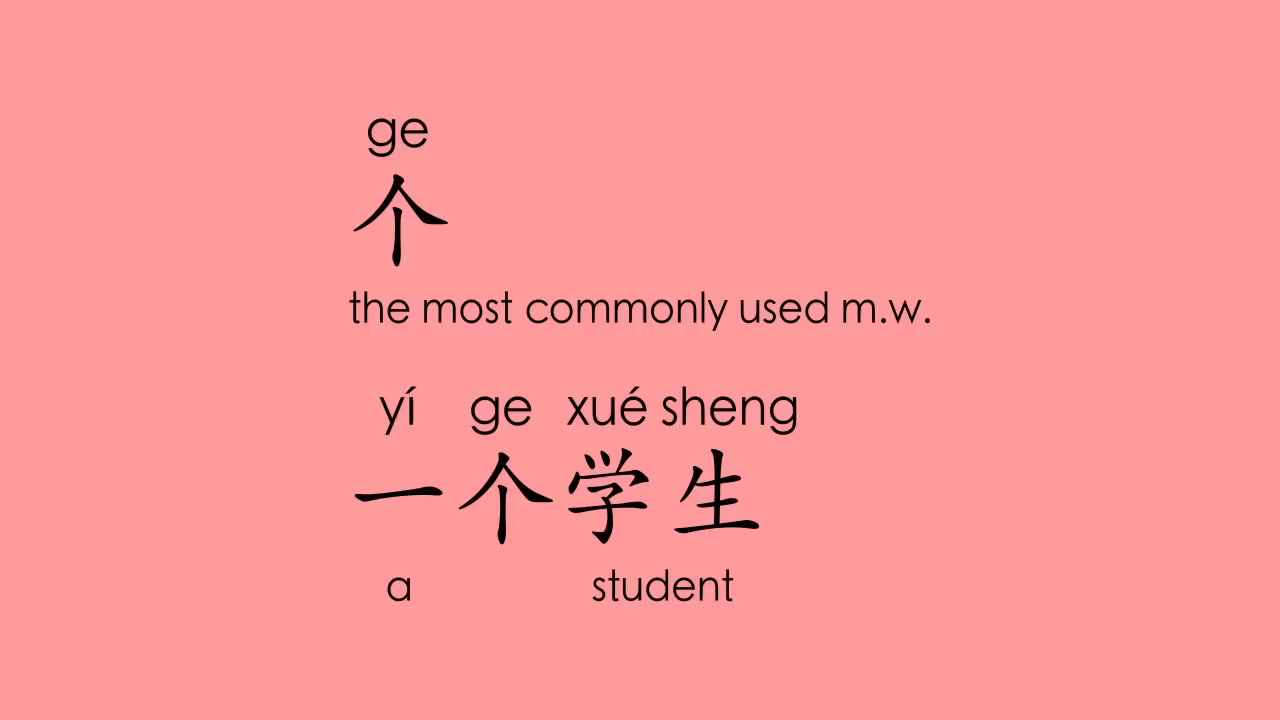 ge
个
the most commonly used m.w.
yí ge xué sheng
一个学生
a student